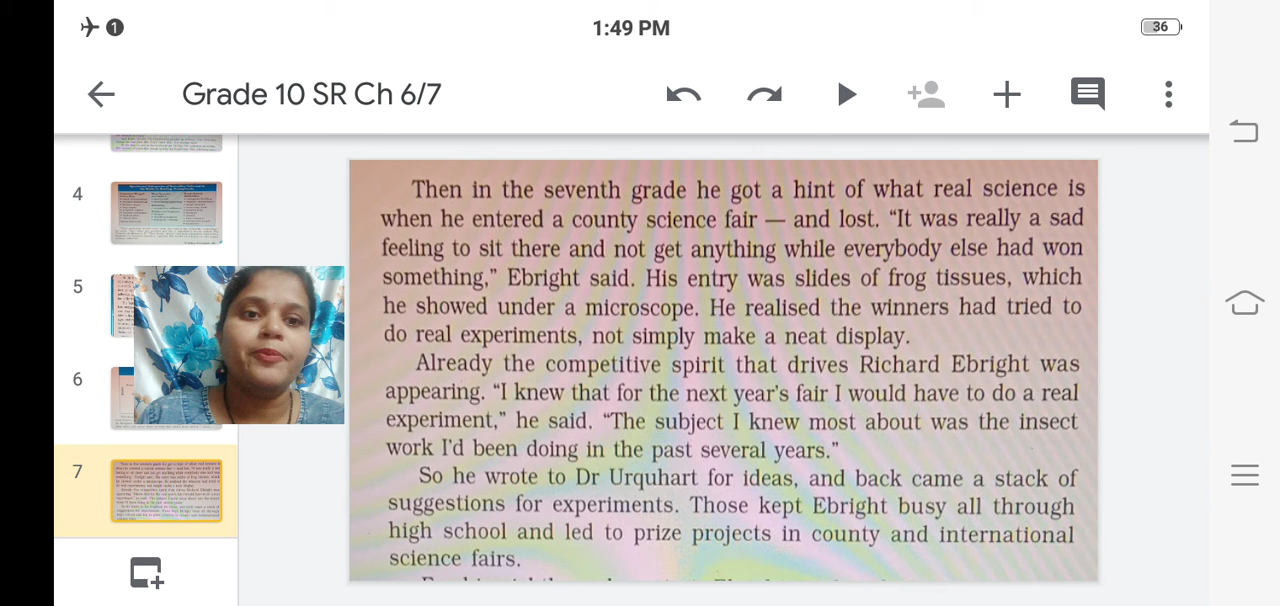 1
1:49 PM
36
Grade 10 SR Ch 6/7
4
5
6
7
Then in the seventh grade he got a hint of what real science is
when he entered a county science fair — and lost. “It was really a sad
feeling to sit there and not get anything while everybody else had won
something,” Ebright said. His entry was slides of frog tissues, which
he showed under a microscope. He realised the winners had tried to
do real experiments, not simply make a neat display.
Already the competitive spirit that drives Richard Ebright was
appearing. “I knew that for the next year’s fair I would have to do a real
experiment,” he said. “The subject I knew most about was the insect
work I’d been doing in the past several years.”
So he wrote to Dr Urquhart for ideas, and back came a stack of
suggestions for experiments. Those kept Ebright busy all through
high school and led to prize projects in county and international
science fairs.